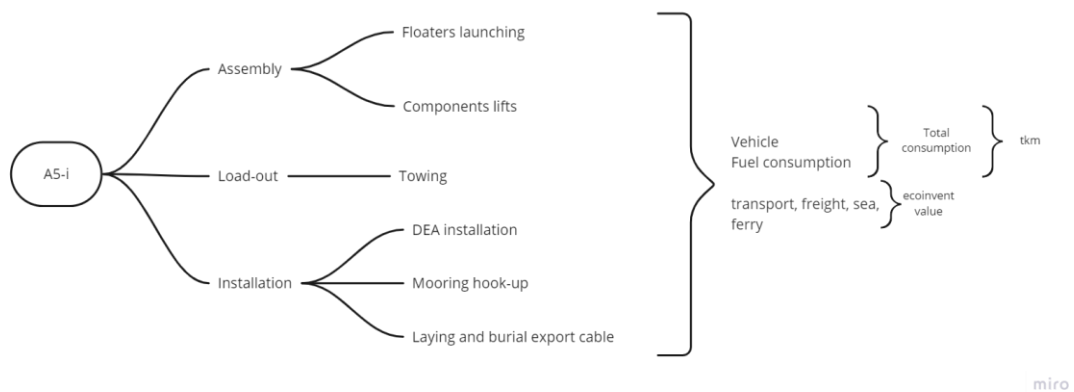 Floaters launching
Assembly
Components lifts
A5-i
Load-out
Towing
DEA installation
Installation
Mooring hook-up
Laying and burial export cable
Vehicle
Fuel consumption
Total
consumption
tkm
transport, freight, sea,
ferry
ecoinvent
value
miro